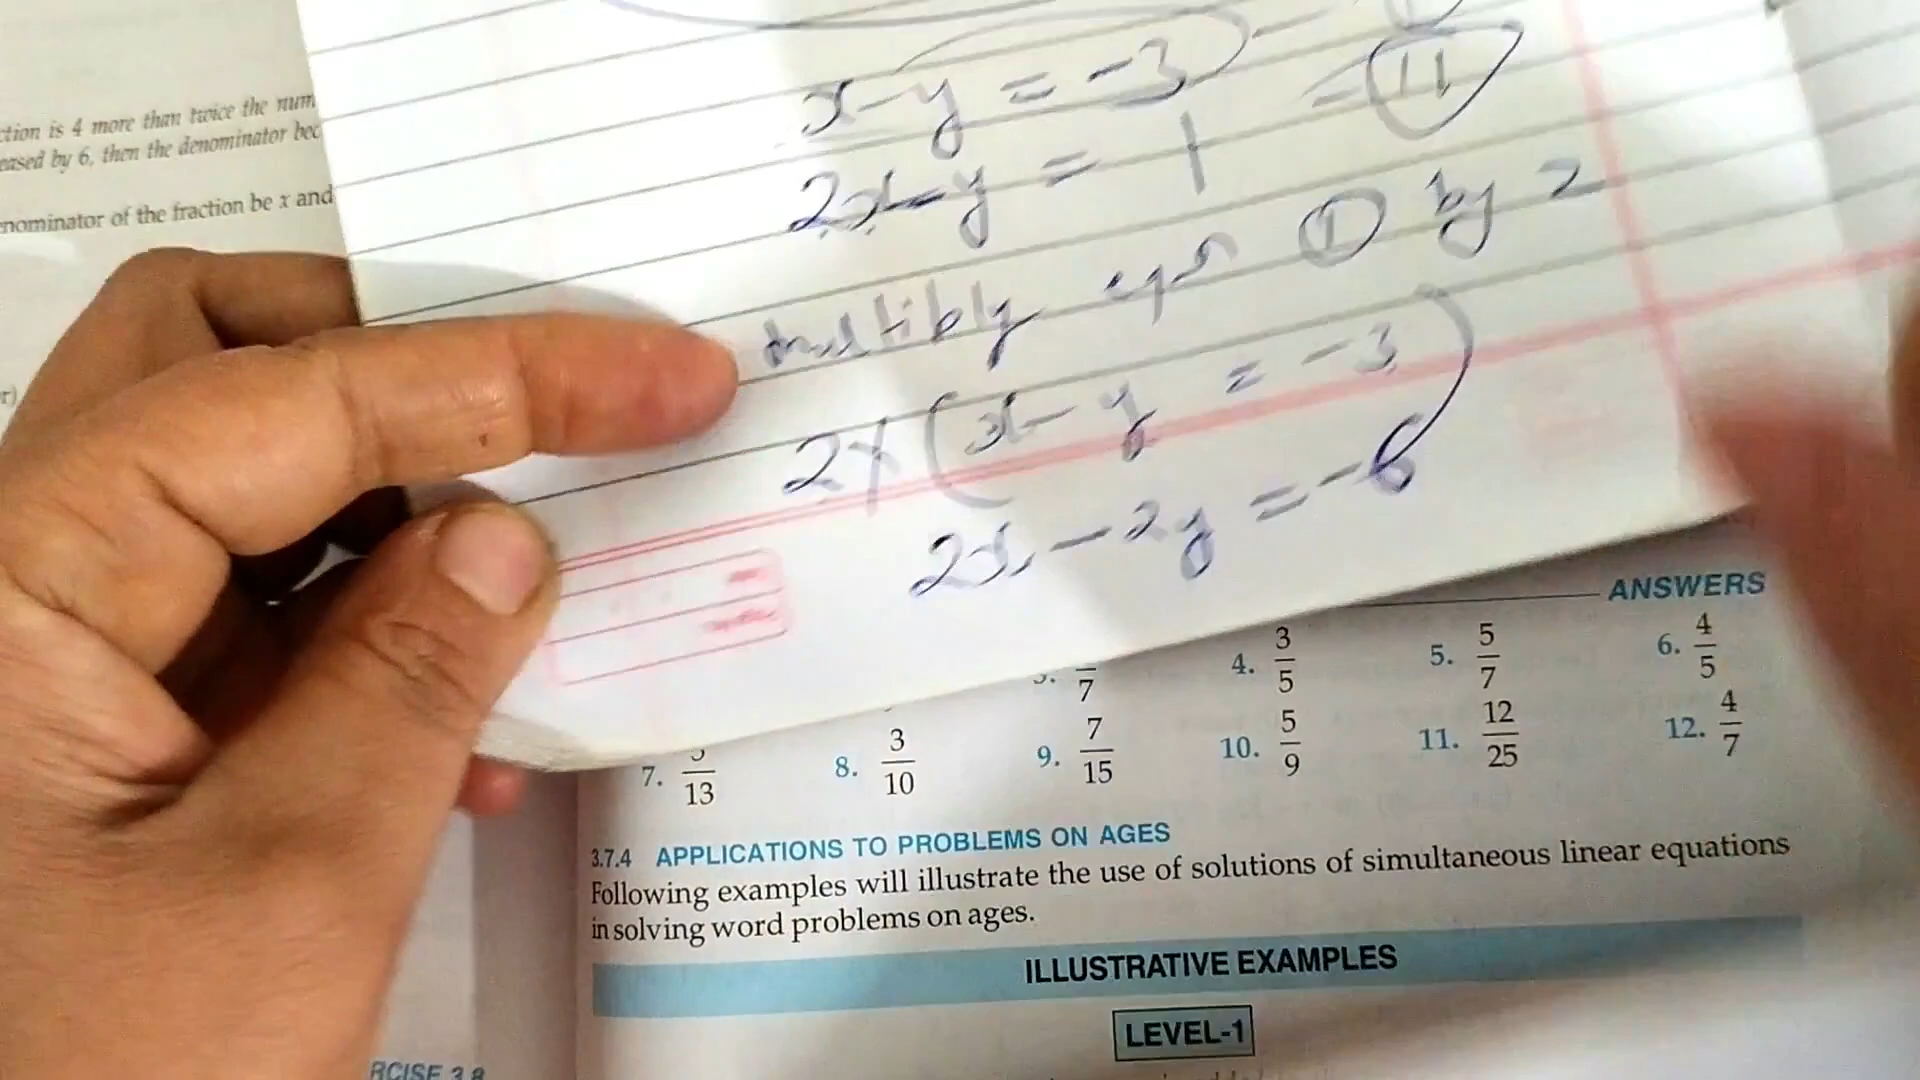 ction is 4 more than twice the num
eased by 6, then the denominator bec
nominator of the fraction be x and
r)
x-y = -3
2x-y = 1 - (11)
multibly eqn (1) by 2
2x(x-y = -3)
2x-2y = -6
ANSWERS
7 4. 3/5 5. 5/7 6. 4/5
7. 13 8. 3/10 9. 7/15 10. 5/9 11. 12/25 12. 4/7
3.7.4 APPLICATIONS TO PROBLEMS ON AGES
Following examples will illustrate the use of solutions of simultaneous linear equations
in solving word problems on ages.
ILLUSTRATIVE EXAMPLES
LEVEL-1
RCISE 3.8